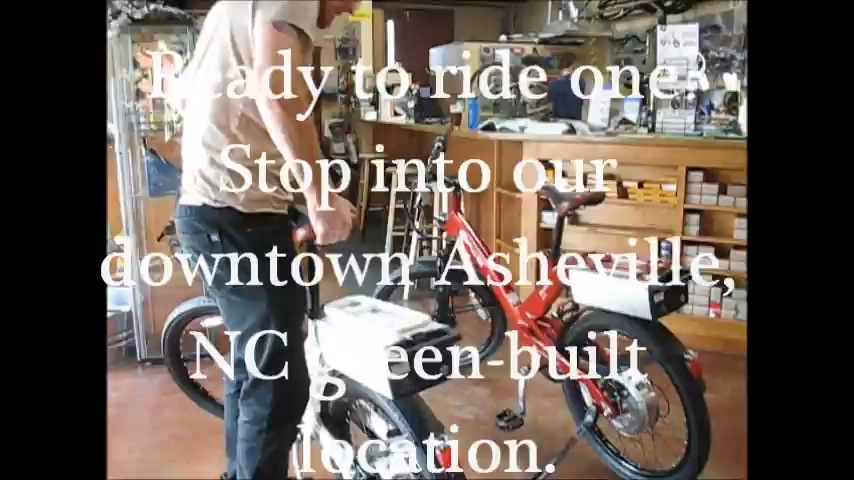 Ready to ride one?
Stop into our
downtown Asheville,
NC green-built
location.